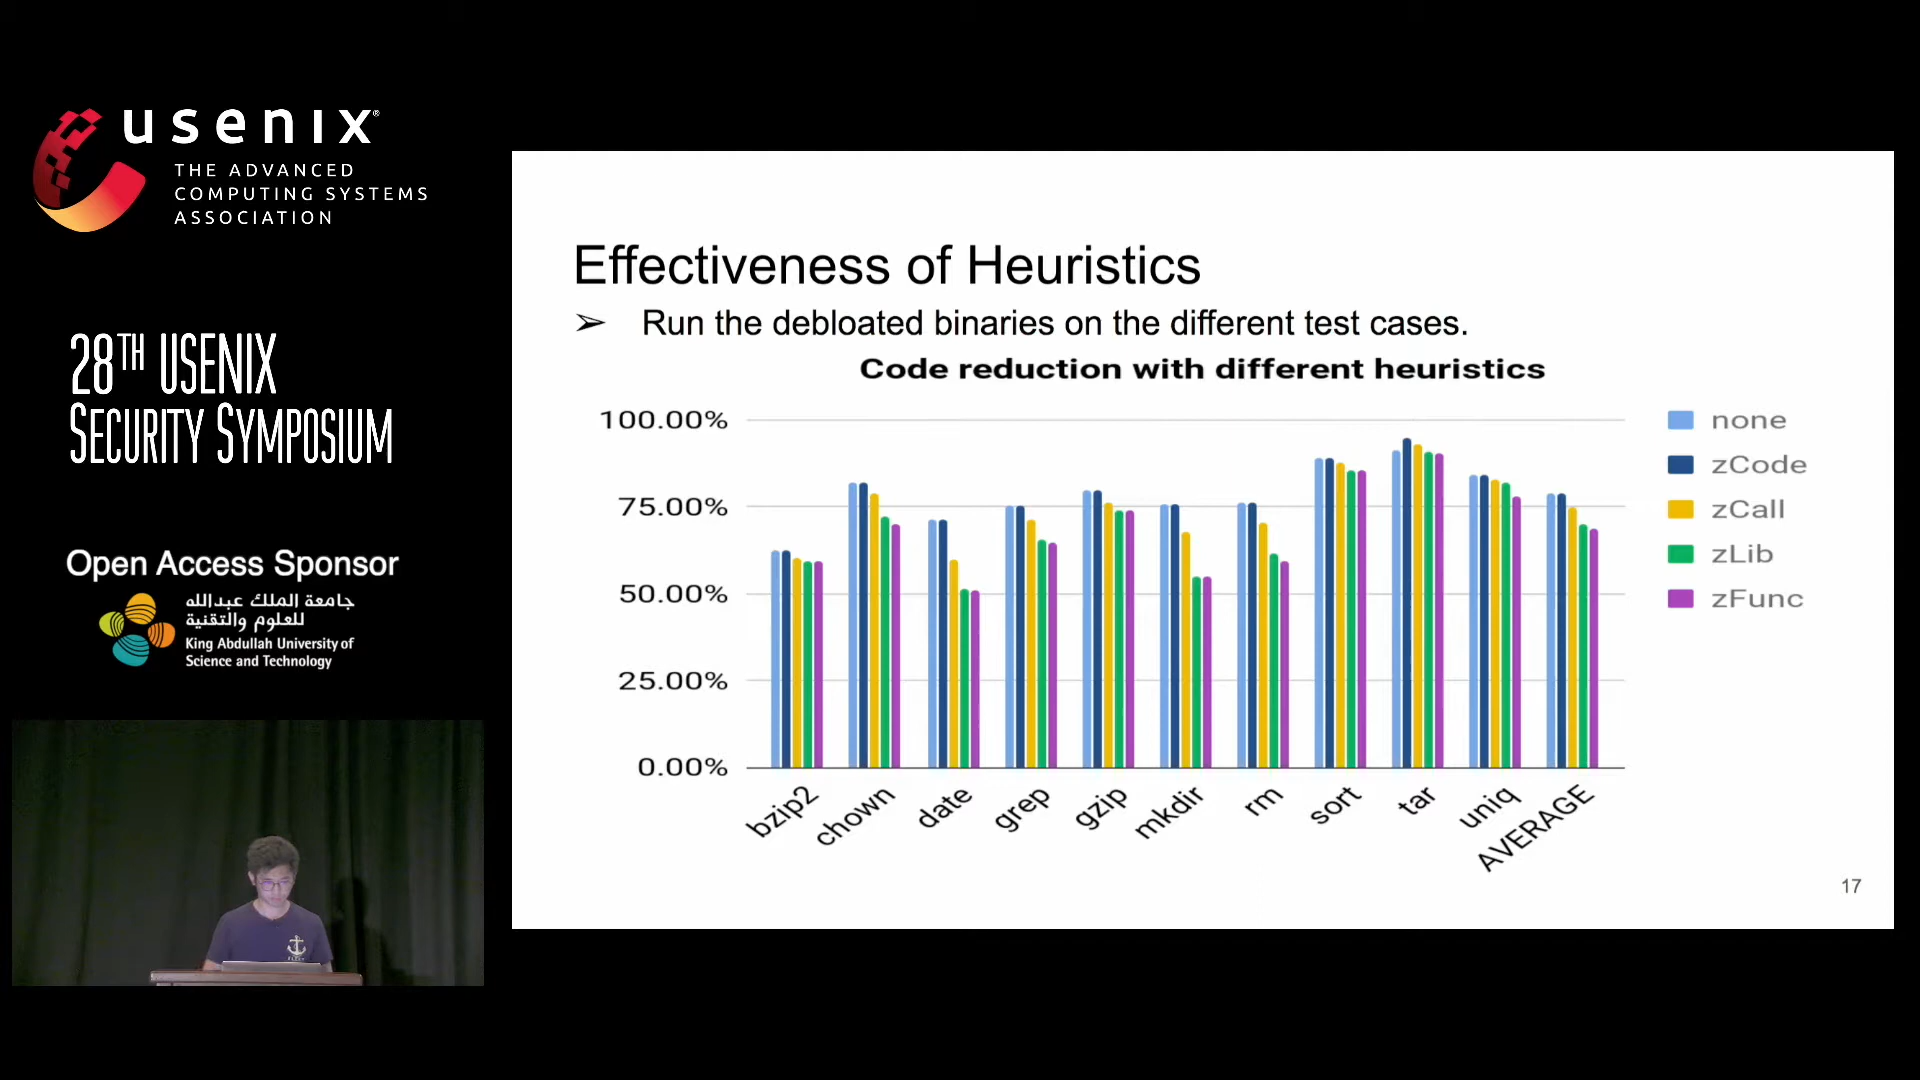 usenix®
THE ADVANCED
COMPUTING SYSTEMS
ASSOCIATION
28TH USENIX
SECURITY SYMPOSIUM
Open Access Sponsor
جامعة الملك عبدالله
للعلوم والتقنية
King Abdullah University of
Science and Technology
Effectiveness of Heuristics
➢ Run the debloated binaries on the different test cases.
Code reduction with different heuristics
100.00%
75.00%
50.00%
25.00%
0.00%
bzip2
chown
date
grep
gzip
mkdir
rm
sort
tar
uniq
AVERAGE
none
zCode
zCall
zLib
zFunc
17